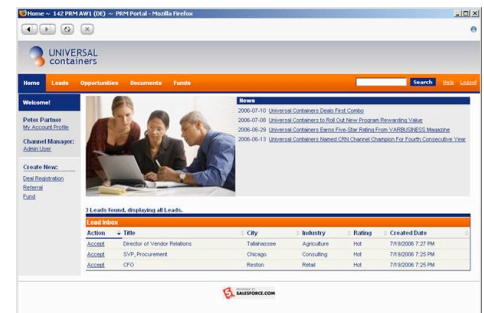 Home ~ 142 PRM AW1 (DE) ~ PRM Portal - Mozilla Firefox
UNIVERSAL
containers
Home Leads Opportunities Documents Funds Search Help Logout
Welcome!
Peter Partner
My Account Profile
Channel Manager:
Admin User
Create New:
Deal Registration
Referral
Fund
News
2006-07-10 Universal Containers Deals First Combo
2006-07-08 Universal Containers to Roll Out New Program Rewarding Value
2006-06-29 Universal Containers Earns Five-Star Rating From VARBUSINESS Magazine
2006-06-13 Universal Containers Named CRN Channel Champion For Fourth Consecutive Year
3 Leads found, displaying all Leads.
Lead Inbox
Action Title City Industry Rating Created Date
Accept Director of Vendor Relations Tallahassee Agriculture Hot 7/19/2006 7:27 PM
Accept SVP, Procurement Chicago Consulting Hot 7/19/2006 7:25 PM
Accept CFO Reston Retail Hot 7/19/2006 7:25 PM
POWERED BY
SALESFORCE.COM